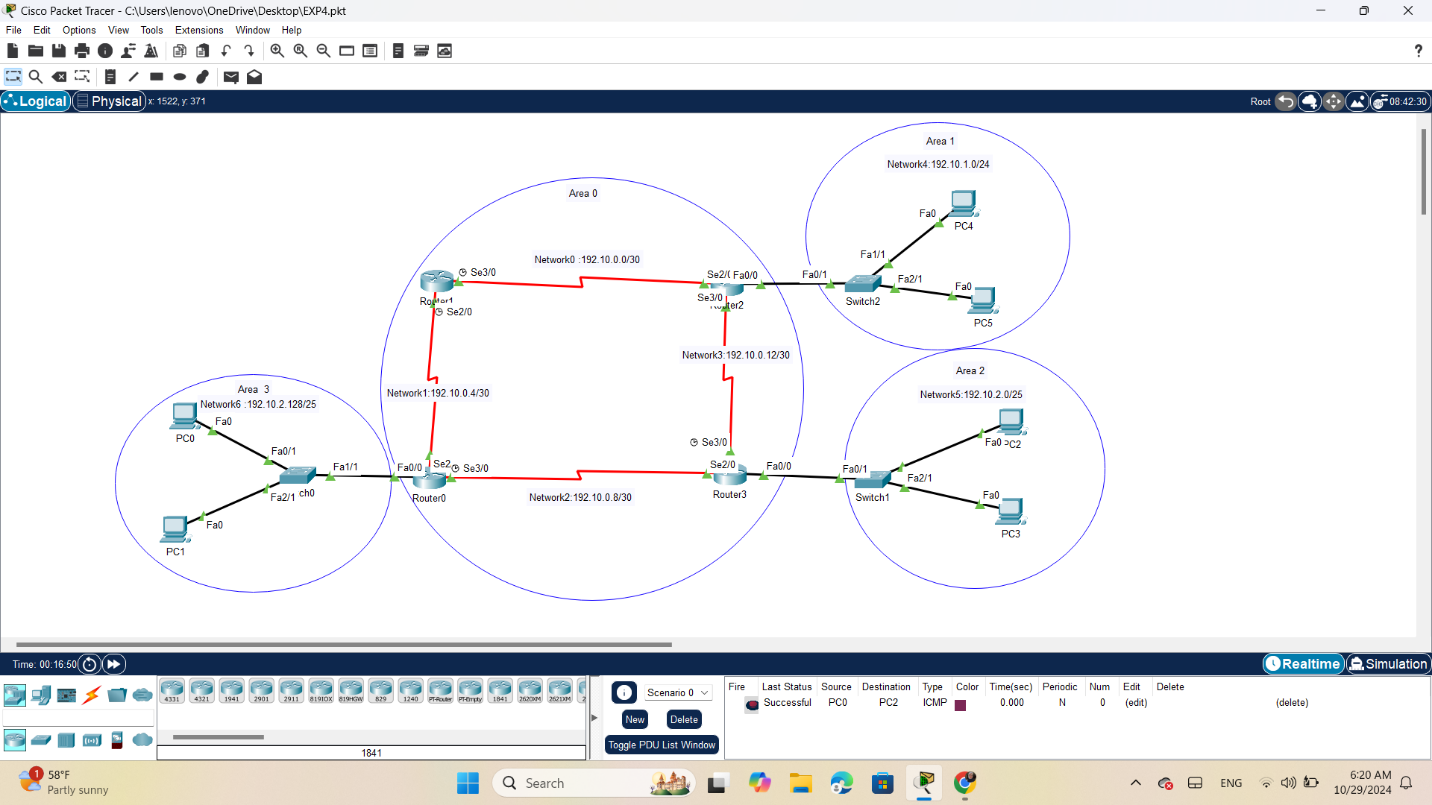 Cisco Packet Tracer - C:\Users\lenovo\OneDrive\Desktop\EXP4.pkt
File Edit Options View Tools Extensions Window Help
?
Logical Physical x: 1522, y: 371 Root 08:42:30
Area 1
Network4:192.10.1.0/24
Area 0
Fa0
PC4
Network0 :192.10.0.0/30
Fa1/1
Se3/0
Fa0/0
Fa0/1
Fa2/1
Fa0
Router1
Se3/0
Switch2
Se2/0
PC5
Network3:192.10.0.12/30
Area 2
Area 3
Network1:192.10.0.4/30
Network5:192.10.2.0/25
Network6 :192.10.2.128/25
Fa0
PC0
Fa0
Se3/0
Fa0/1
Fa1/1
Fa0/0
Se3/0
Se2/0
Fa0/0
Fa0/1
Fa2/1
ch0
Fa2/1
Router0
Network2:192.10.0.8/30
Router3
Switch1
Fa0
Fa0
PC1
PC3
Time: 00:16:50 Realtime Simulation
4331 4321 1941 2901 2911 819IOX 819HGW 829 1240 PT-Router PT-Empty 1841 2620XM 2621XM
1841
Scenario 0
New Delete
Toggle PDU List Window
Fire Last Status Source Destination Type Color Time(sec) Periodic Num Edit Delete
Successful PC0 PC2 ICMP 0.000 N 0 (edit) (delete)
1
58°F
Partly sunny
Search
ENG
6:20 AM
10/29/2024